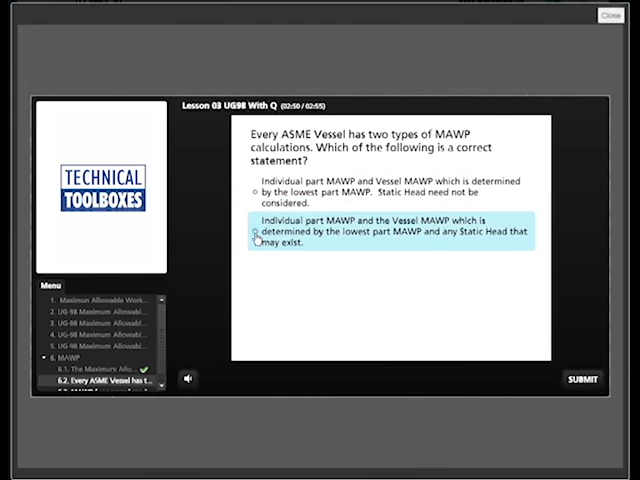 Close
Lesson 03 UG98 With Q (02:50 / 02:55)
TECHNICAL
TOOLBOXES
Every ASME Vessel has two types of MAWP
calculations. Which of the following is a correct
statement?
Individual part MAWP and Vessel MAWP which is determined
by the lowest part MAWP. Static Head need not be
considered.
Individual part MAWP and the Vessel MAWP which is
determined by the lowest part MAWP and any Static Head that
may exist.
Menu
1. Maximun Allowable Work...
2. UG-98 Maximum Allowabl...
3. UG-98 Maximum Allowabl...
4. UG-98 Maximum Allowabl...
5. UG-98 Maximum Allowabl...
6. MAWP
6.1. The Maximum Allo...
6.2. Every ASME Vessel has t...
SUBMIT